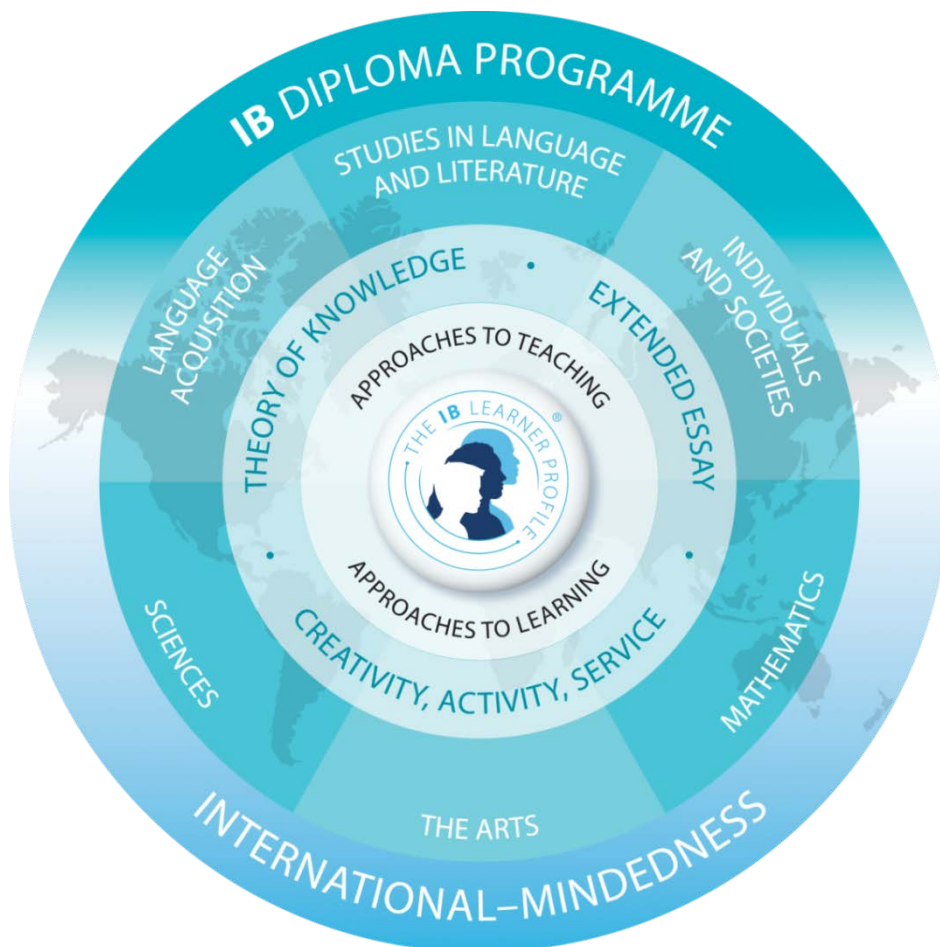 IB DIPLOMA PROGRAMME
STUDIES IN LANGUAGE
AND LITERATURE
LANGUAGE
ACQUISITION
INDIVIDUALS
AND SOCIETIES
THEORY OF KNOWLEDGE
•
EXTENDED ESSAY
APPROACHES TO TEACHING
• THE IB LEARNER PROFILE • ®
APPROACHES TO LEARNING
•
•
CREATIVITY, ACTIVITY, SERVICE
SCIENCES
MATHEMATICS
THE ARTS
INTERNATIONAL–MINDEDNESS